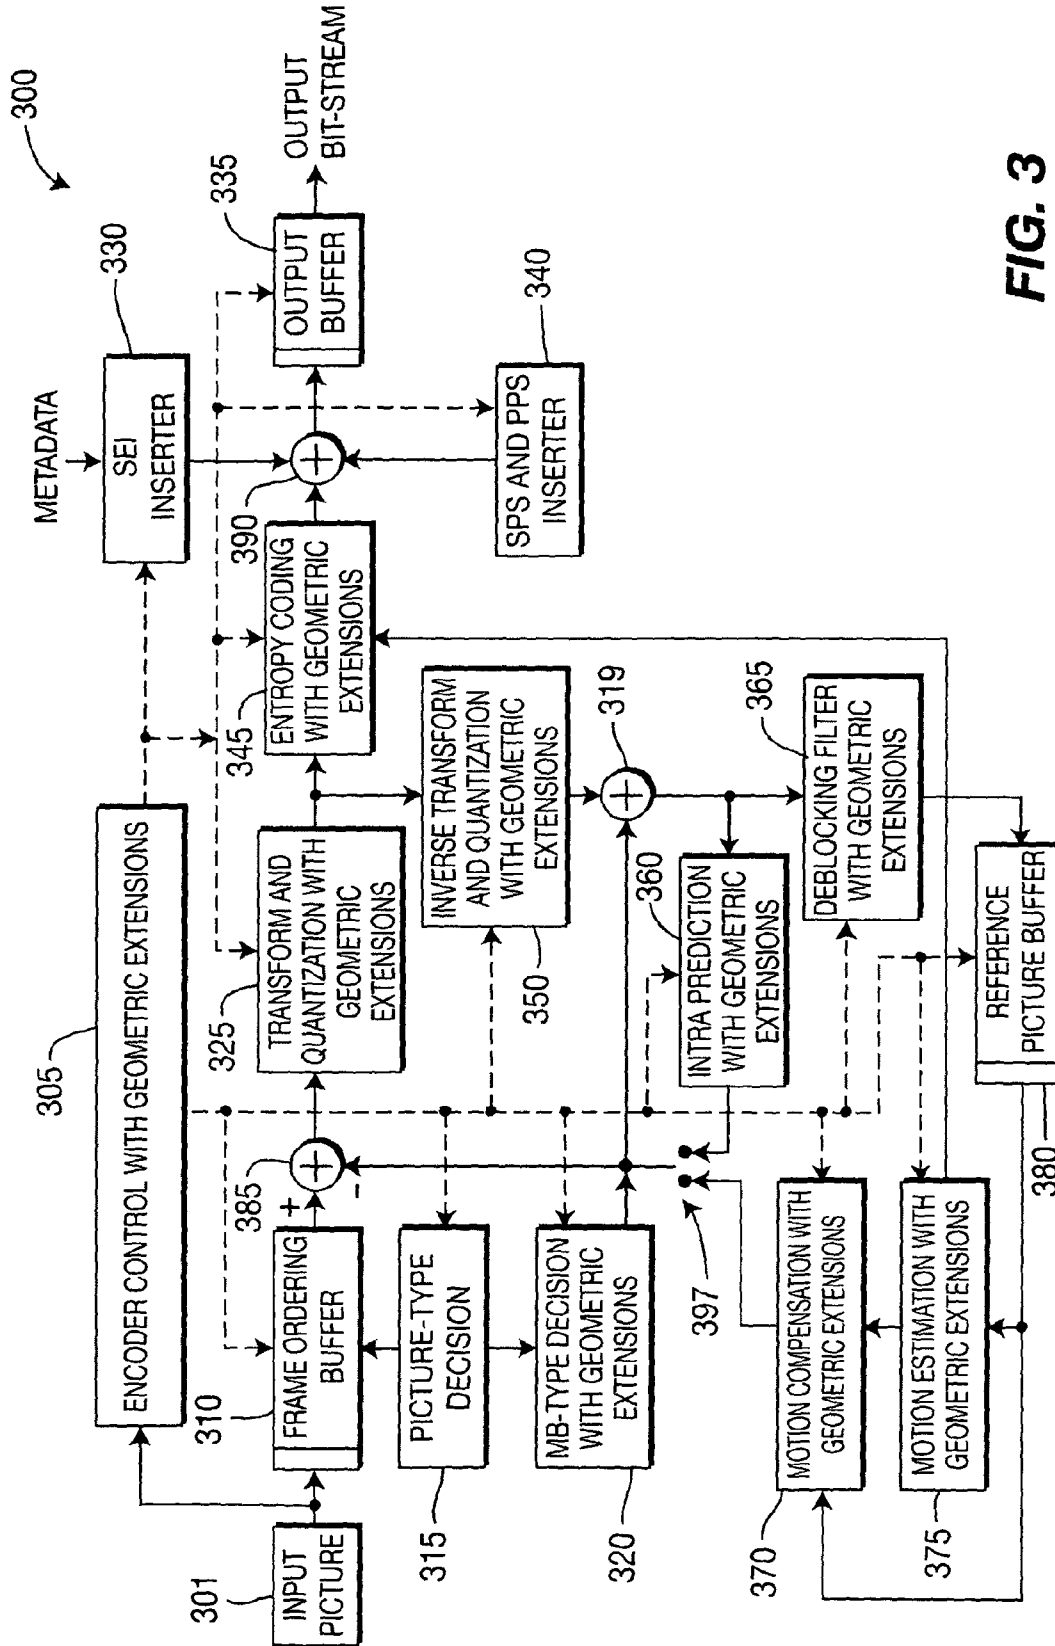 300
METADATA
330
SEI
INSERTER
335
OUTPUT
BUFFER
OUTPUT
BIT-STREAM
305
ENCODER CONTROL WITH GEOMETRIC EXTENSIONS
301
INPUT
PICTURE
310
FRAME ORDERING
BUFFER
385
+
-
+
325
TRANSFORM AND
QUANTIZATION WITH
GEOMETRIC
EXTENSIONS
345
ENTROPY CODING
WITH GEOMETRIC
EXTENSIONS
390
+
340
SPS AND PPS
INSERTER
315
PICTURE-TYPE
DECISION
350
INVERSE TRANSFORM
AND QUANTIZATION
WITH GEOMETRIC
EXTENSIONS
320
MB-TYPE DECISION
WITH GEOMETRIC
EXTENSIONS
319
+
397
360
INTRA PREDICTION
WITH GEOMETRIC
EXTENSIONS
365
DEBLOCKING FILTER
WITH GEOMETRIC
EXTENSIONS
370
MOTION COMPENSATION WITH
GEOMETRIC EXTENSIONS
375
MOTION ESTIMATION WITH
GEOMETRIC EXTENSIONS
380
REFERENCE
PICTURE BUFFER
FIG. 3